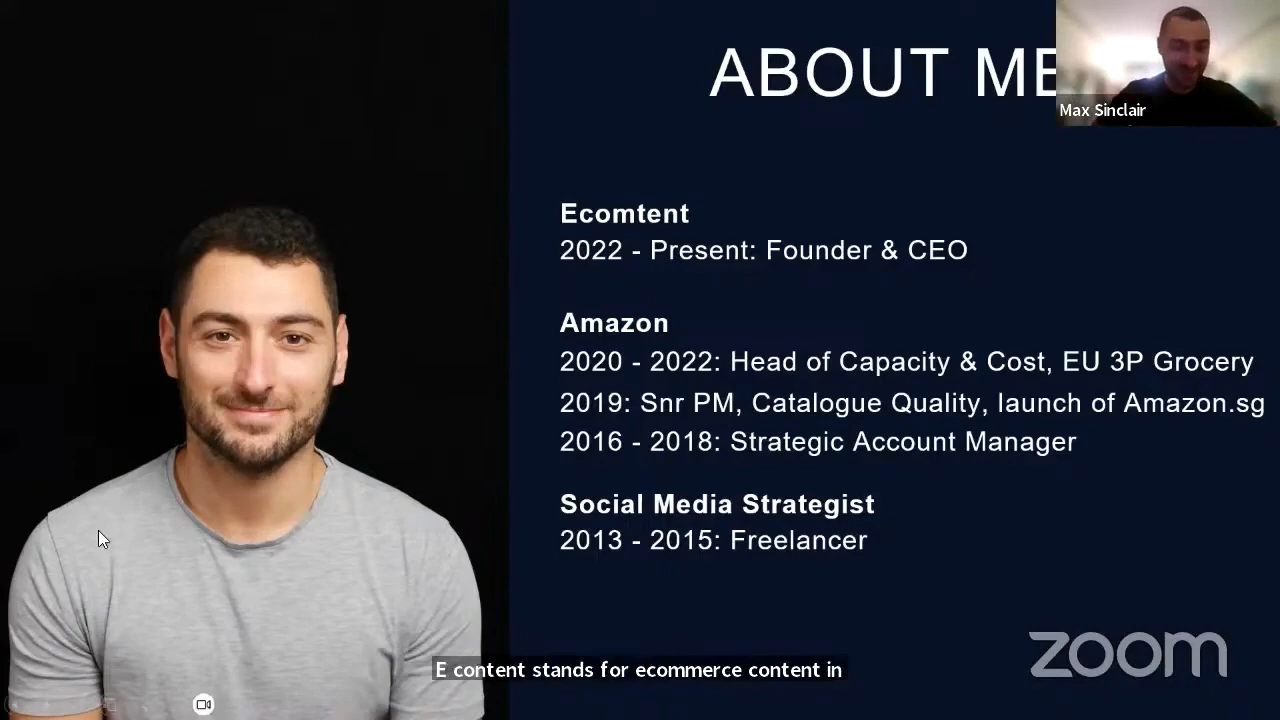 ABOUT ME
Max Sinclair
Ecomtent
2022 - Present: Founder & CEO
Amazon
2020 - 2022: Head of Capacity & Cost, EU 3P Grocery
2019: Snr PM, Catalogue Quality, launch of Amazon.sg
2016 - 2018: Strategic Account Manager
Social Media Strategist
2013 - 2015: Freelancer
E content stands for ecommerce content in
zoom